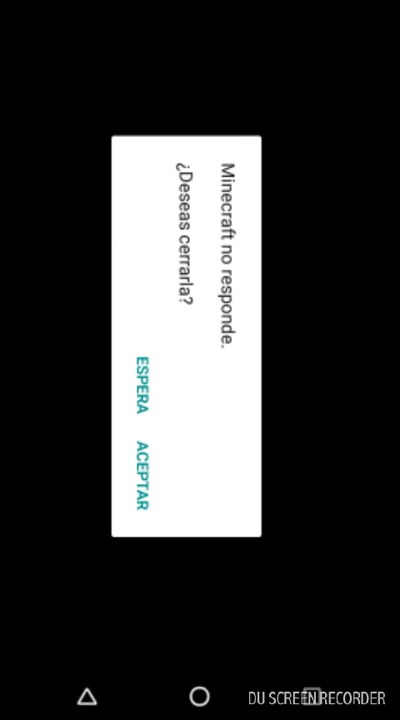 Minecraft no responde.
¿Deseas cerrarla?
ESPERA ACEPTAR
DU SCREEN RECORDER